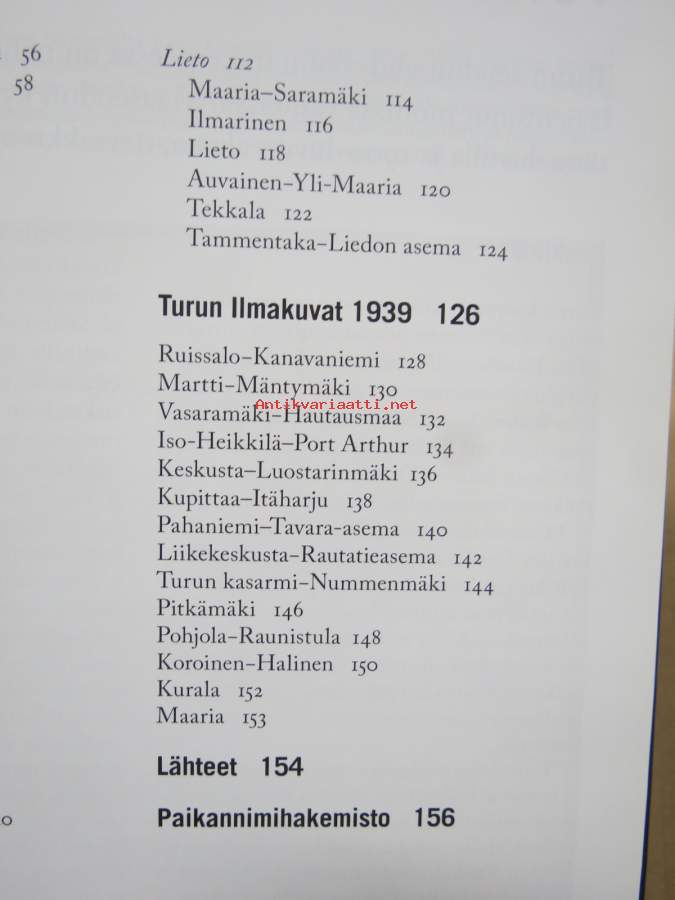 56
58
Lieto 112
Maaria–Saramäki 114
Ilmarinen 116
Lieto 118
Auvainen–Yli-Maaria 120
Tekkala 122
Tammentaka–Liedon asema 124
Turun Ilmakuvat 1939 126
Ruissalo–Kanavaniemi 128
Martti–Mäntymäki 130
Antikvariaatti.net
Vasaramäki–Hautausmaa 132
Iso-Heikkilä–Port Arthur 134
Keskusta–Luostarinmäki 136
Kupittaa–Itäharju 138
Pahaniemi–Tavara-asema 140
Liikekeskusta–Rautatieasema 142
Turun kasarmi–Nummenmäki 144
Pitkämäki 146
Pohjola–Raunistula 148
Koroinen–Halinen 150
Kurala 152
Maaria 153
Lähteet 154
Paikannimihakemisto 156